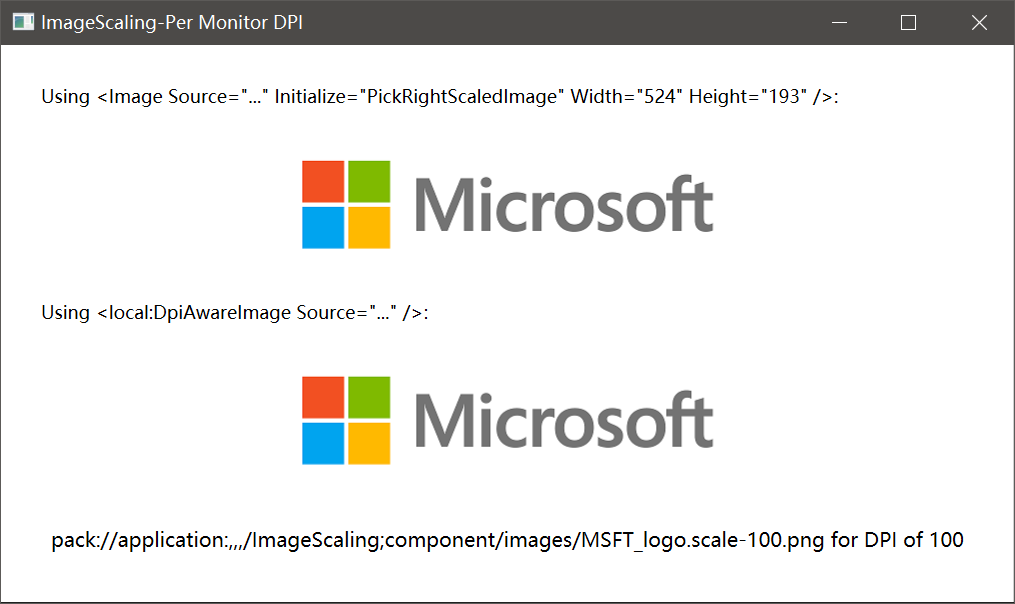 ImageScaling-Per Monitor DPI
Using <Image Source="..." Initialize="PickRightScaledImage" Width="524" Height="193" />:
Microsoft
Using <local:DpiAwareImage Source="..." />:
Microsoft
pack://application:,,,/ImageScaling;component/images/MSFT_logo.scale-100.png for DPI of 100